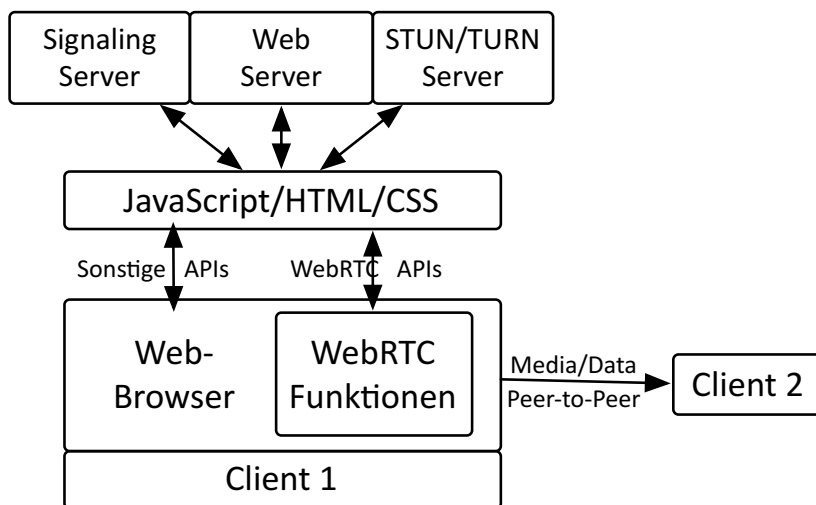 Signaling
Server
Web
Server
STUN/TURN
Server
JavaScript/HTML/CSS
Sonstige APIs
WebRTC APIs
Web-
Browser
WebRTC
Funktionen
Media/Data
Peer-to-Peer
Client 2
Client 1